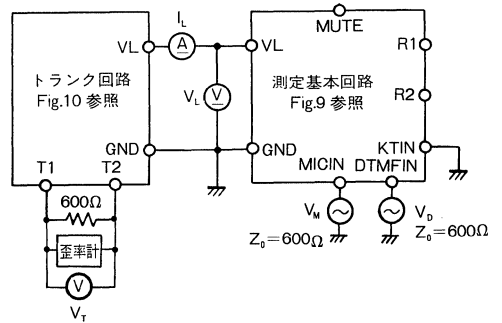 I_L
VL
A
VL
MUTE
R1
トランク回路
Fig.10 参照
V_L
V
測定基本回路
Fig.9 参照
R2
GND
GND
KTIN
T1
T2
MICIN
DTMFIN
600Ω
V_M
Z₀=600Ω
V_D
Z₀=600Ω
歪率計
V
V_T